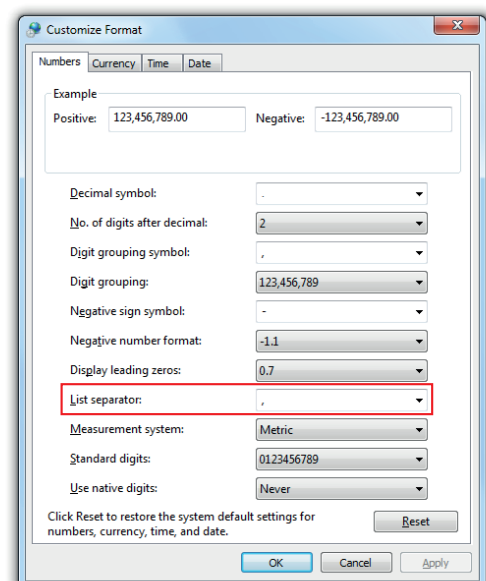 Customize Format
Numbers Currency Time Date
Example
Positive: 123,456,789.00 Negative: -123,456,789.00
Decimal symbol: .
No. of digits after decimal: 2
Digit grouping symbol: ,
Digit grouping: 123,456,789
Negative sign symbol: -
Negative number format: -1.1
Display leading zeros: 0.7
List separator: ,
Measurement system: Metric
Standard digits: 0123456789
Use native digits: Never
Click Reset to restore the system default settings for
numbers, currency, time, and date.
Reset
OK Cancel Apply